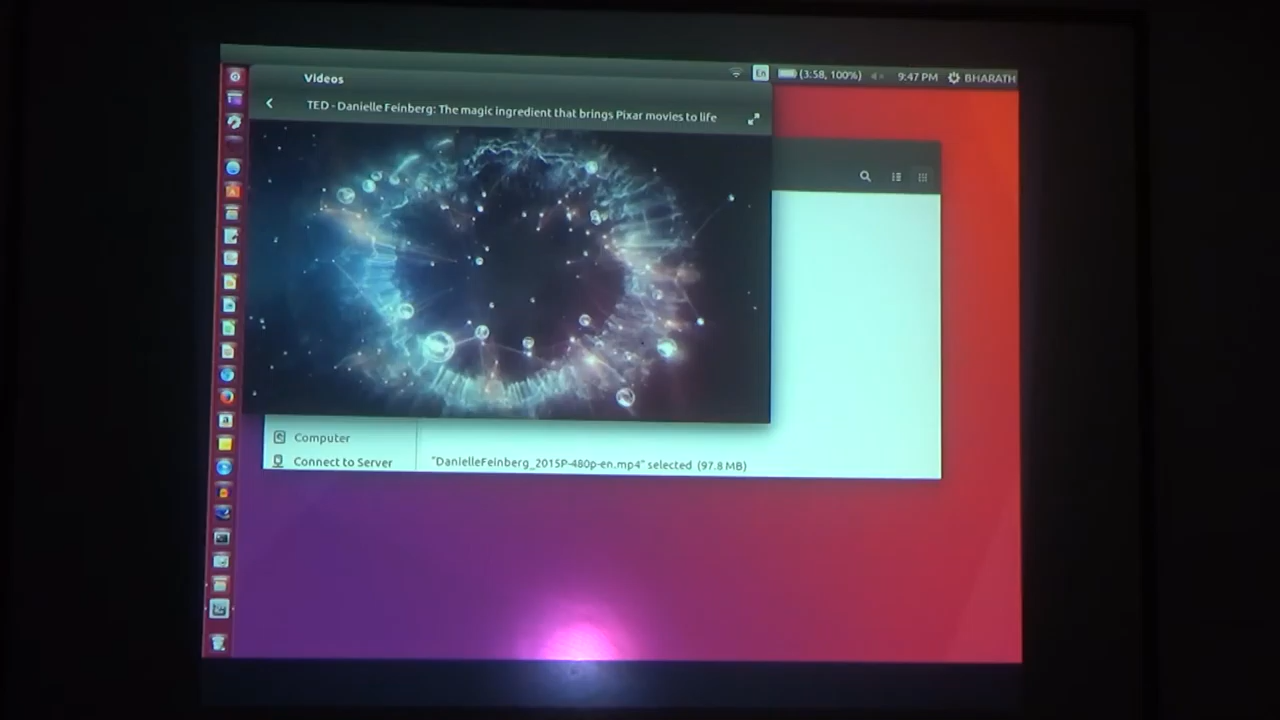 Videos
En
(3:58, 100%)
9:47 PM
BHARATH
TED - Danielle Feinberg: The magic ingredient that brings Pixar movies to life
Computer
Connect to Server
"DanielleFeinberg_2015P-480p-en.mp4" selected (97.8 MB)